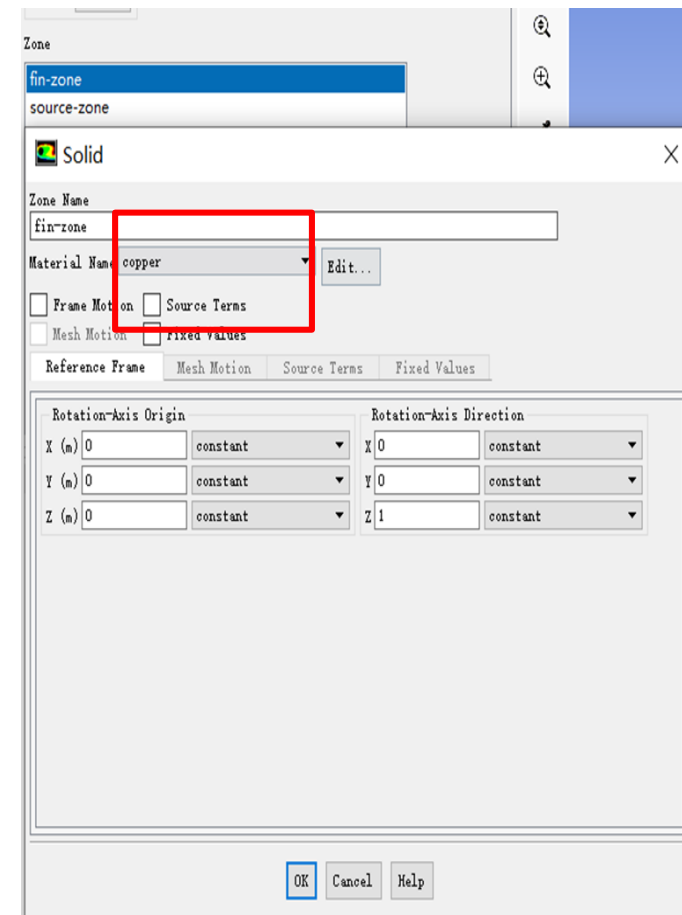 Zone
fin-zone
source-zone
Solid
Zone Name
fin-zone
Material Name copper Edit...
Frame Motion Source Terms
Mesh Motion Fixed Values
Reference Frame Mesh Motion Source Terms Fixed Values
Rotation-Axis Origin Rotation-Axis Direction
X (m) 0 constant X 0 constant
Y (m) 0 constant Y 0 constant
Z (m) 0 constant Z 1 constant
OK Cancel Help